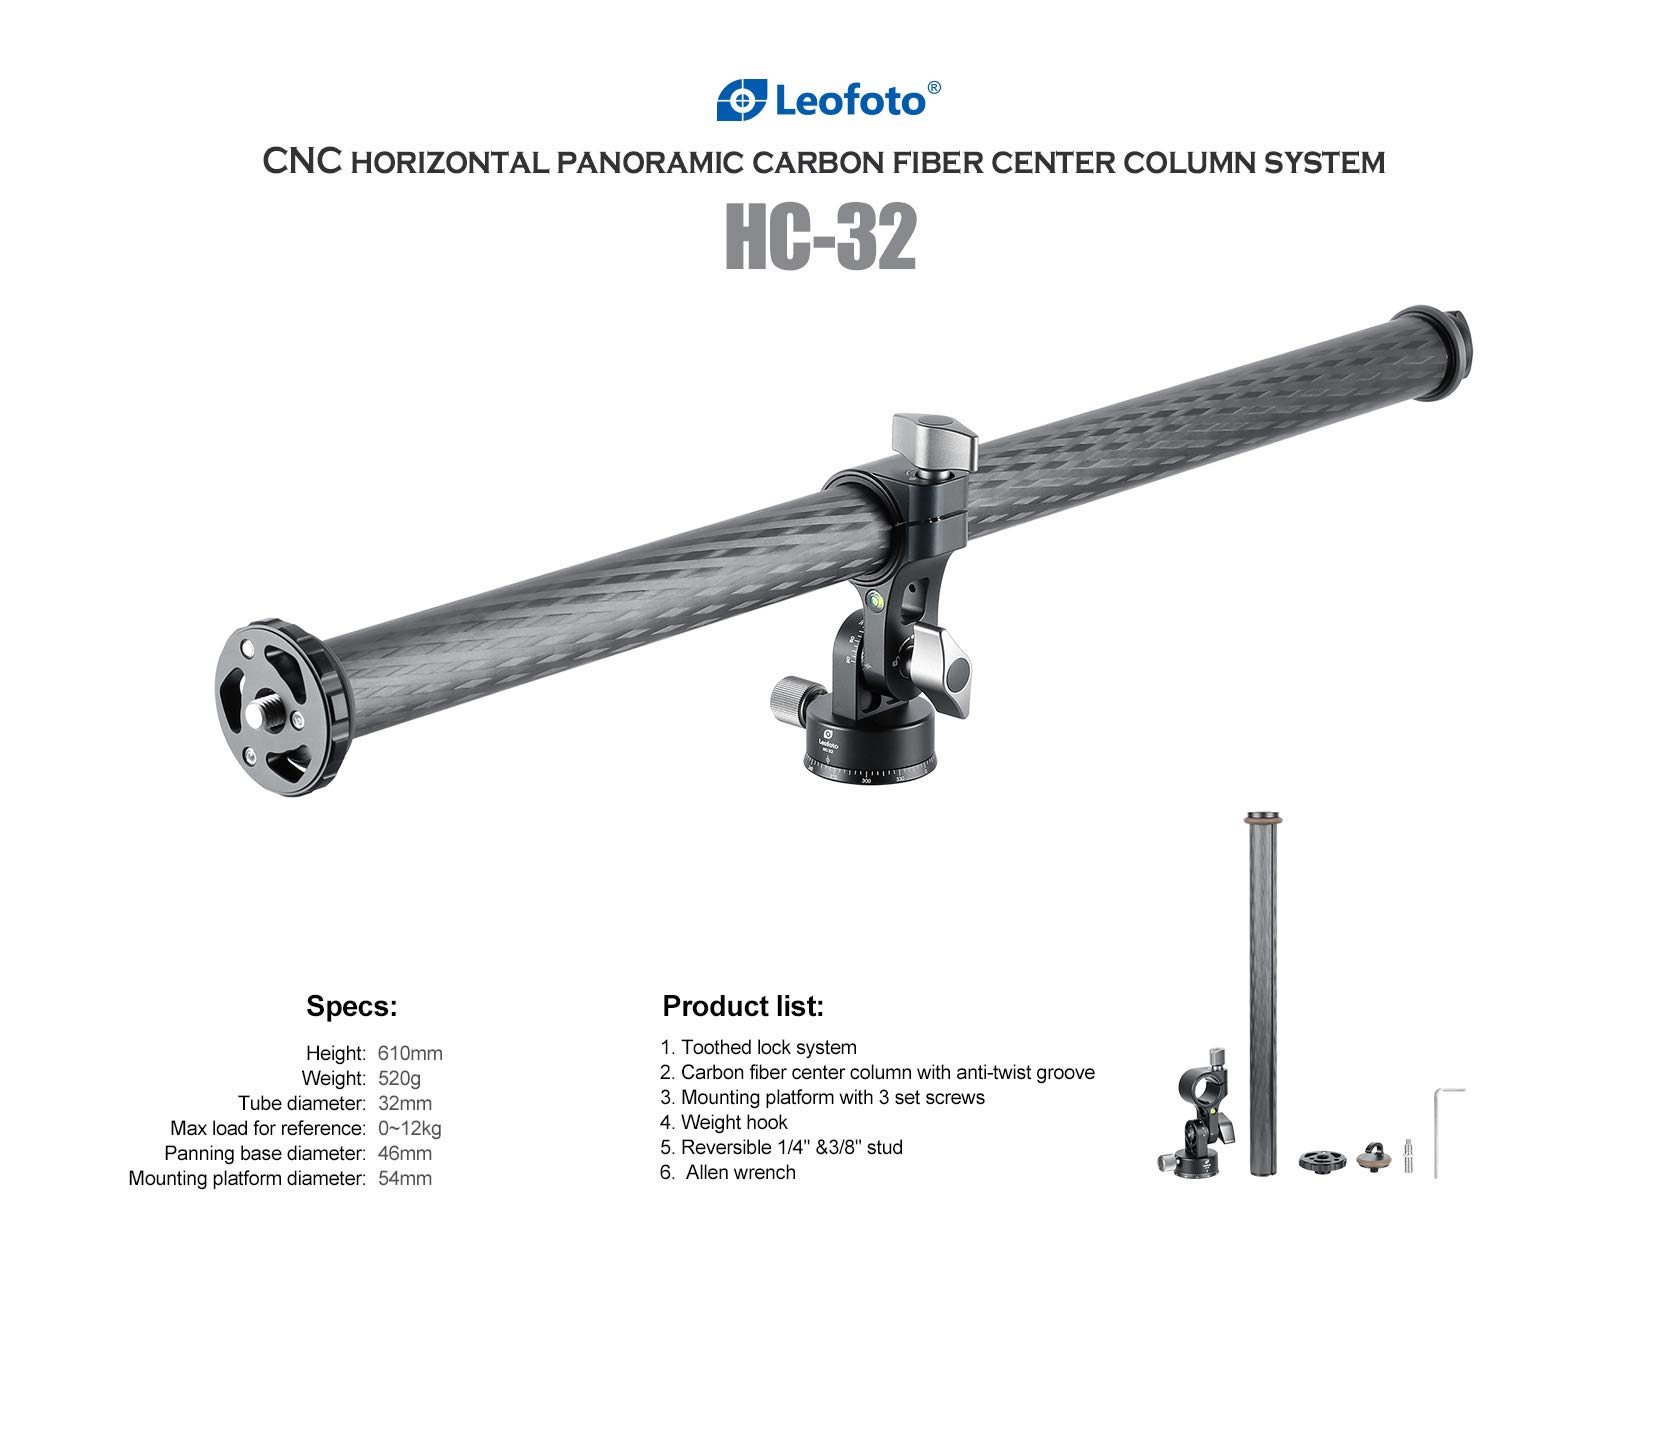 Leofoto®
CNC HORIZONTAL PANORAMIC CARBON FIBER CENTER COLUMN SYSTEM
HC-32
Leofoto
HC-32
300
330
Specs:
Height: 610mm
Weight: 520g
Tube diameter: 32mm
Max load for reference: 0~12kg
Panning base diameter: 46mm
Mounting platform diameter: 54mm
Product list:
1. Toothed lock system
2. Carbon fiber center column with anti-twist groove
3. Mounting platform with 3 set screws
4. Weight hook
5. Reversible 1/4" &3/8" stud
6. Allen wrench